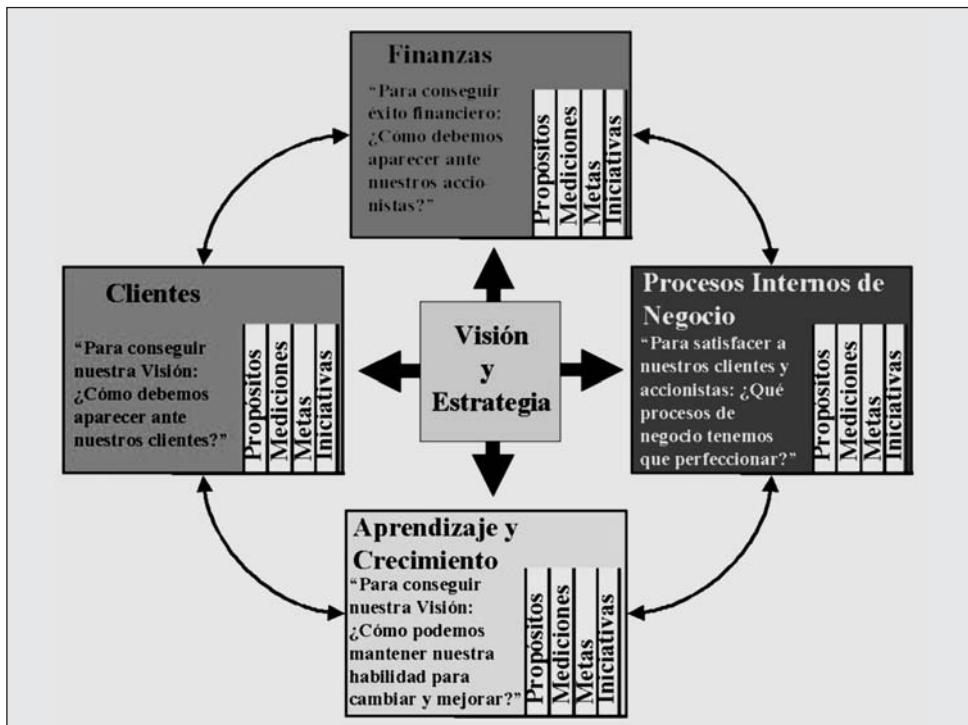 Finanzas
“Para conseguir
éxito financiero:
¿Cómo debemos
aparecer ante
nuestros accio-
nistas?”
Propósitos
Mediciones
Metas
Iniciativas
Clientes
“Para conseguir
nuestra Visión:
¿Cómo debemos
aparecer ante
nuestros clientes?”
Propósitos
Mediciones
Metas
Iniciativas
Visión
y
Estrategia
Procesos Internos de
Negocio
“Para satisfacer a
nuestros clientes y
accionistas: ¿Qué
procesos de
negocio tenemos
que perfeccionar?”
Propósitos
Mediciones
Metas
Iniciativas
Aprendizaje y
Crecimiento
“Para conseguir
nuestra Visión:
¿Cómo podemos
mantener nuestra
habilidad para
cambiar y mejorar?”
Propósitos
Mediciones
Metas
Iniciativas